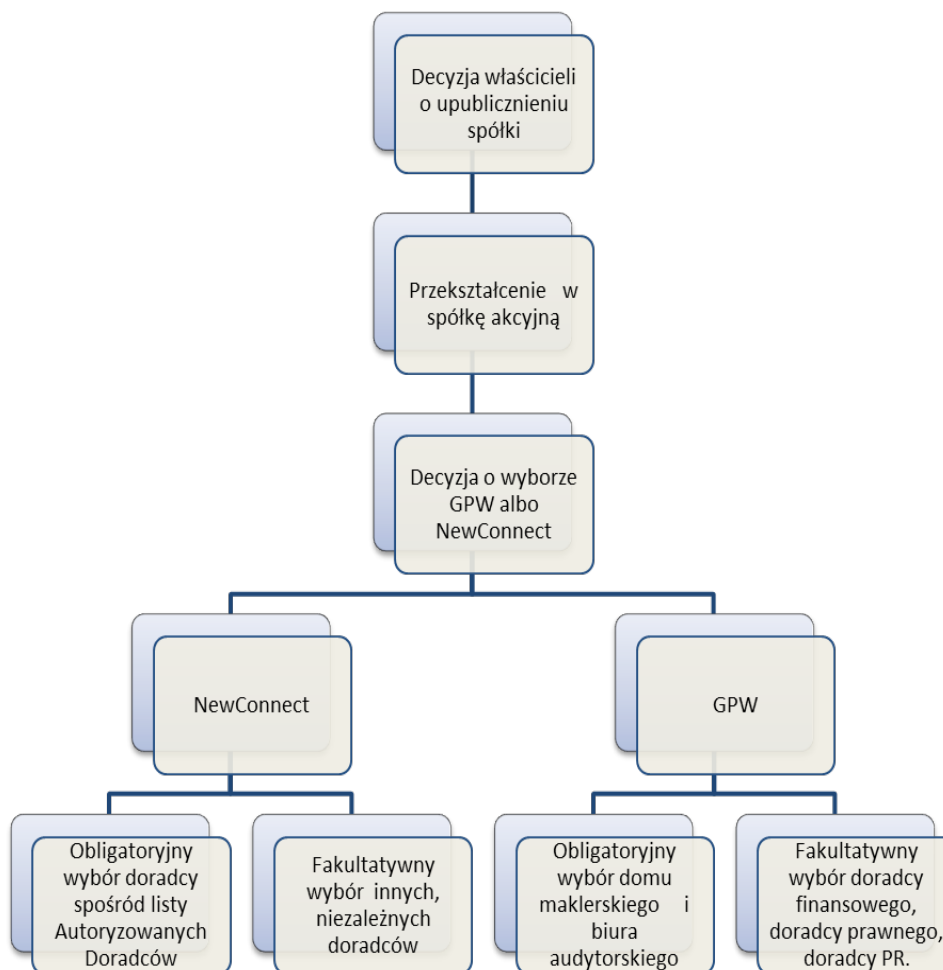 Decyzja właścicieli
o upublicznieniu
spółki
Przekształcenie w
spółkę akcyjną
Decyzja o wyborze
GPW albo
NewConnect
NewConnect
GPW
Obligatoryjny
wybór doradcy
spośród listy
Autoryzowanych
Doradców
Fakultatywny
wybór innych,
niezależnych
doradców
Obligatoryjny
wybór domu
maklerskiego i
biura
audytorskiego
Fakultatywny
wybór doradcy
finansowego,
doradcy prawnego,
doradcy PR.